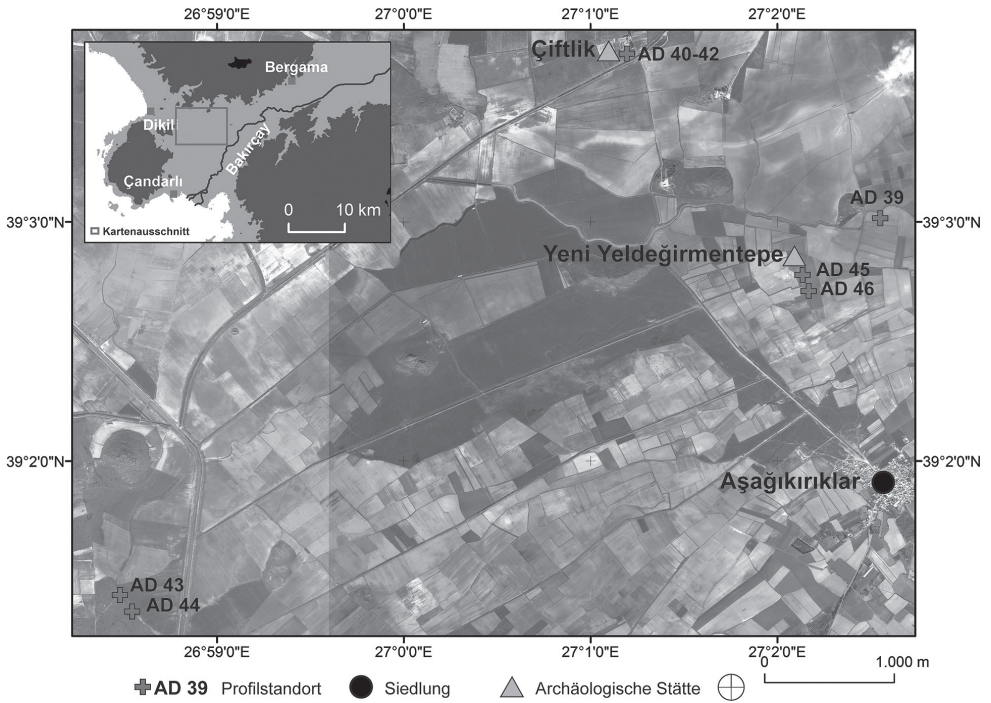 26°59'0"E 27°0'0"E 27°1'0"E 27°2'0"E
Çiftlik AD 40-42
Bergama
Dikili
Bakırçay
Çandarlı
0 10 km
Kartenausschnitt
AD 39
39°3'0"N 39°3'0"N
Yeni Yeldeğirmentepe
AD 45
AD 46
39°2'0"N 39°2'0"N
Aşağıkırıklar
AD 43
AD 44
26°59'0"E 27°0'0"E 27°1'0"E 27°2'0"E
0 1.000 m
AD 39 Profilstandort Siedlung Archäologische Stätte